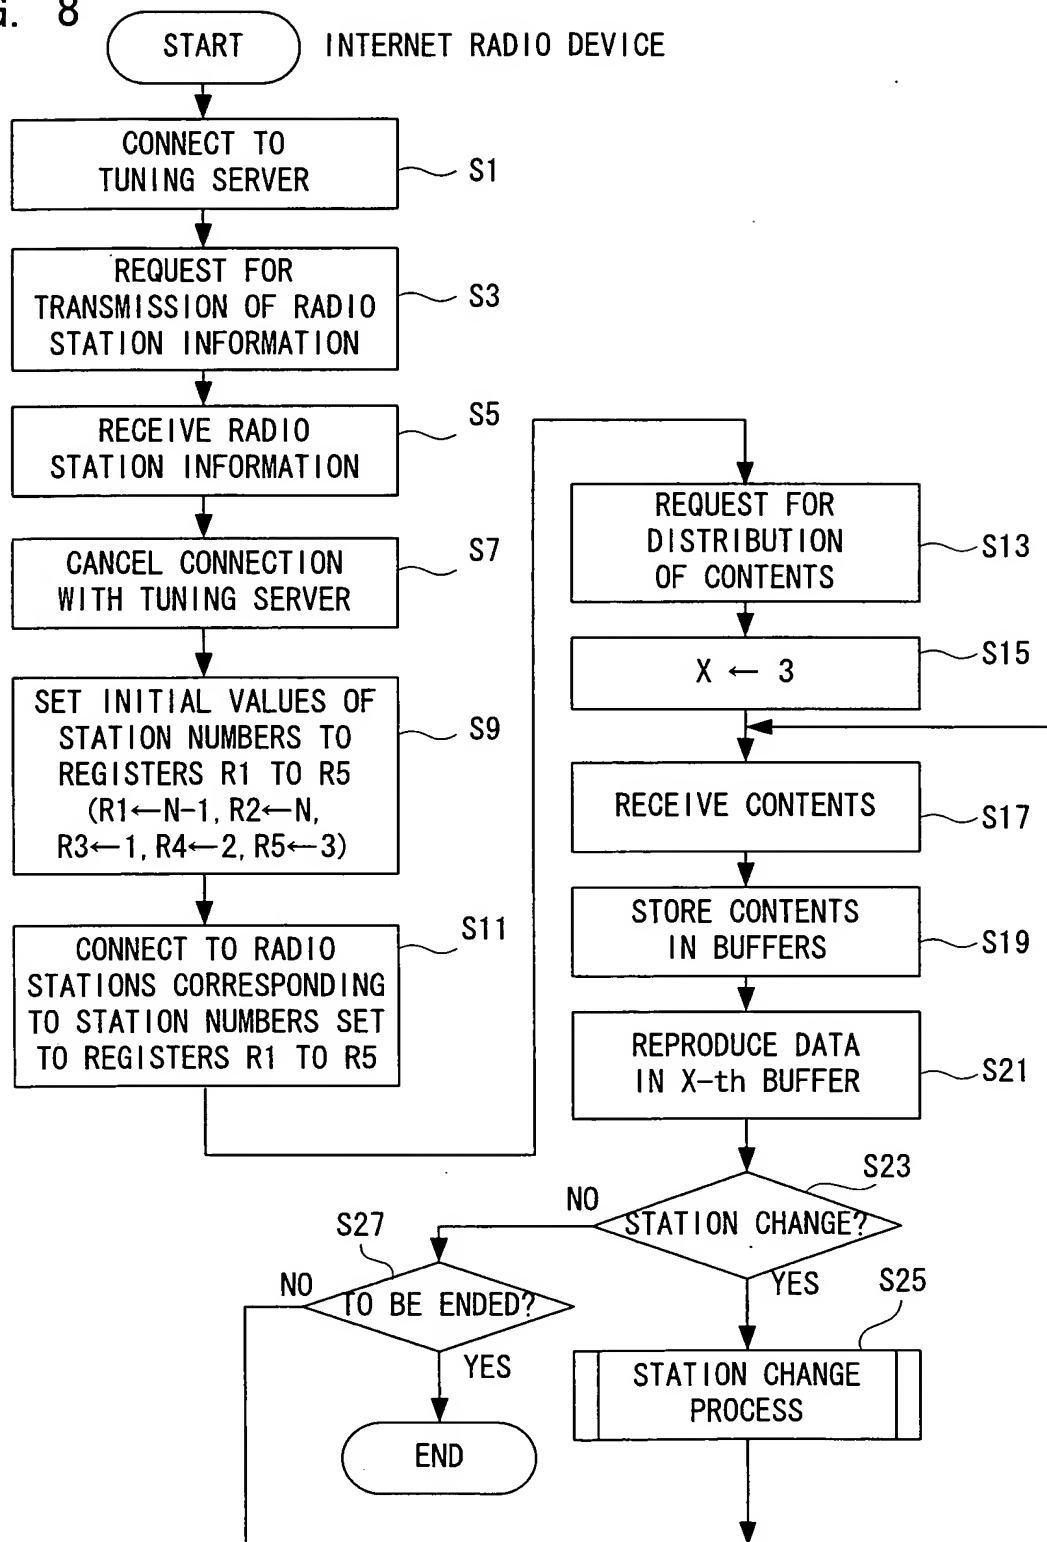 G. 8
START
INTERNET RADIO DEVICE
CONNECT TO
TUNING SERVER
S1
REQUEST FOR
TRANSMISSION OF RADIO
STATION INFORMATION
S3
RECEIVE RADIO
STATION INFORMATION
S5
CANCEL CONNECTION
WITH TUNING SERVER
S7
SET INITIAL VALUES OF
STATION NUMBERS TO
REGISTERS R1 TO R5
(R1←N-1, R2←N,
R3←1, R4←2, R5←3)
S9
CONNECT TO RADIO
STATIONS CORRESPONDING
TO STATION NUMBERS SET
TO REGISTERS R1 TO R5
S11
REQUEST FOR
DISTRIBUTION
OF CONTENTS
S13
X ← 3
S15
RECEIVE CONTENTS
S17
STORE CONTENTS
IN BUFFERS
S19
REPRODUCE DATA
IN X-th BUFFER
S21
STATION CHANGE?
S23
NO
YES
STATION CHANGE
PROCESS
S25
TO BE ENDED?
S27
NO
YES
END